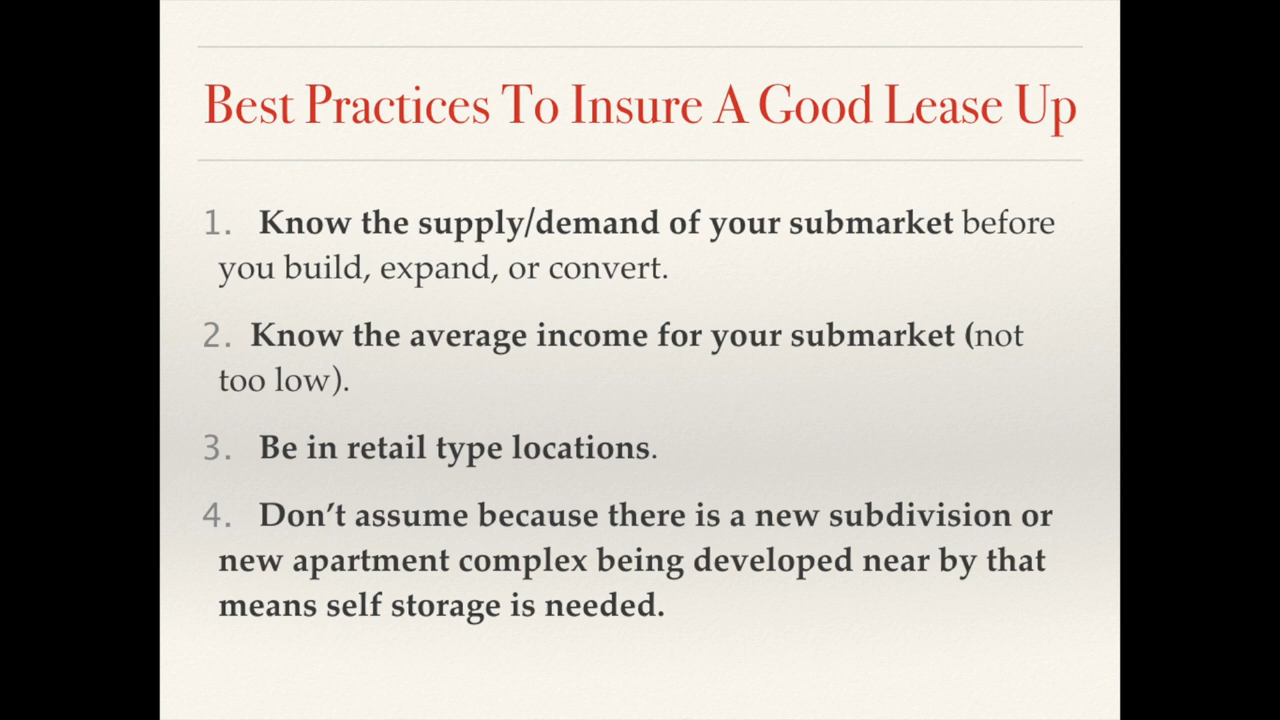 Best Practices To Insure A Good Lease Up
1. Know the supply/demand of your submarket before
you build, expand, or convert.
2. Know the average income for your submarket (not
too low).
3. Be in retail type locations.
4. Don’t assume because there is a new subdivision or
new apartment complex being developed near by that
means self storage is needed.